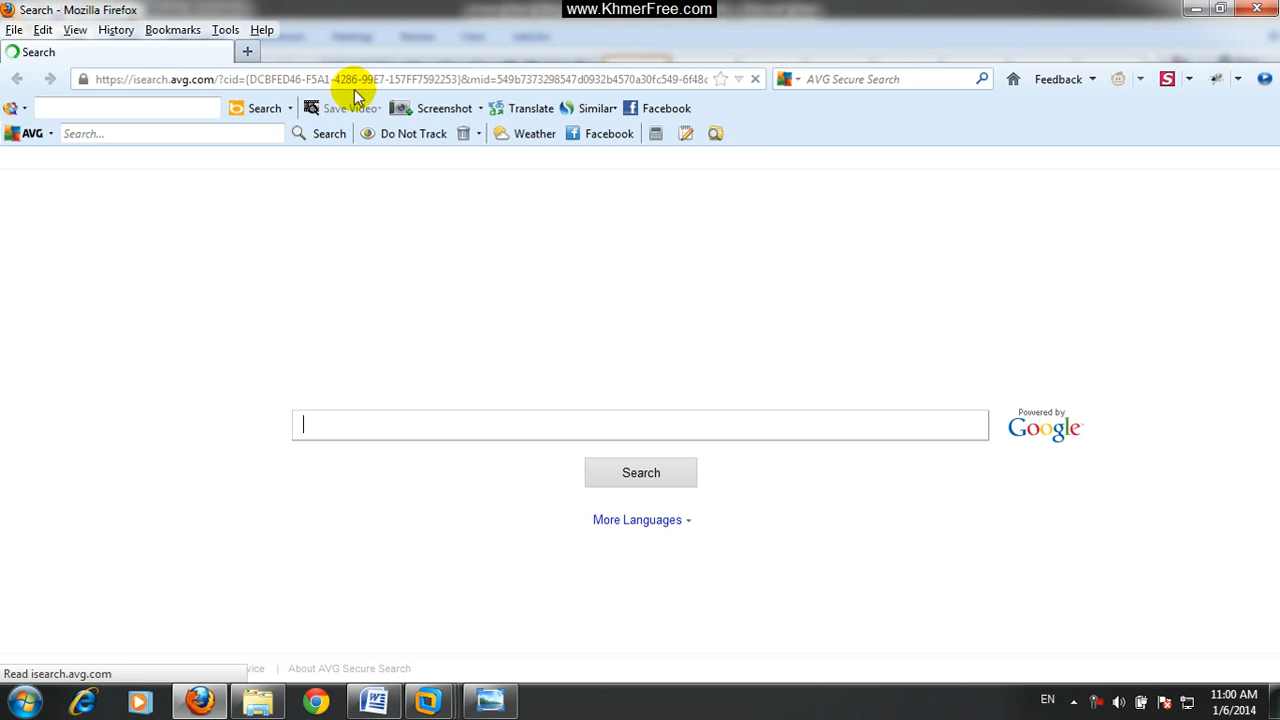 Search - Mozilla Firefox
www.KhmerFree.com
File Edit View History Bookmarks Tools Help
Search
https://isearch.avg.com/?cid={DCBFED46-F5A1-4286-99E7-157FF7592253}&mid=549b7373298547d0932b4570a30fc549-6f48c
AVG Secure Search
Feedback
Search Save Video Screenshot Translate Similar Facebook
AVG Search... Search Do Not Track Weather Facebook
Powered by
Google
Search
More Languages
vice | About AVG Secure Search
Read isearch.avg.com
EN
11:00 AM
1/6/2014